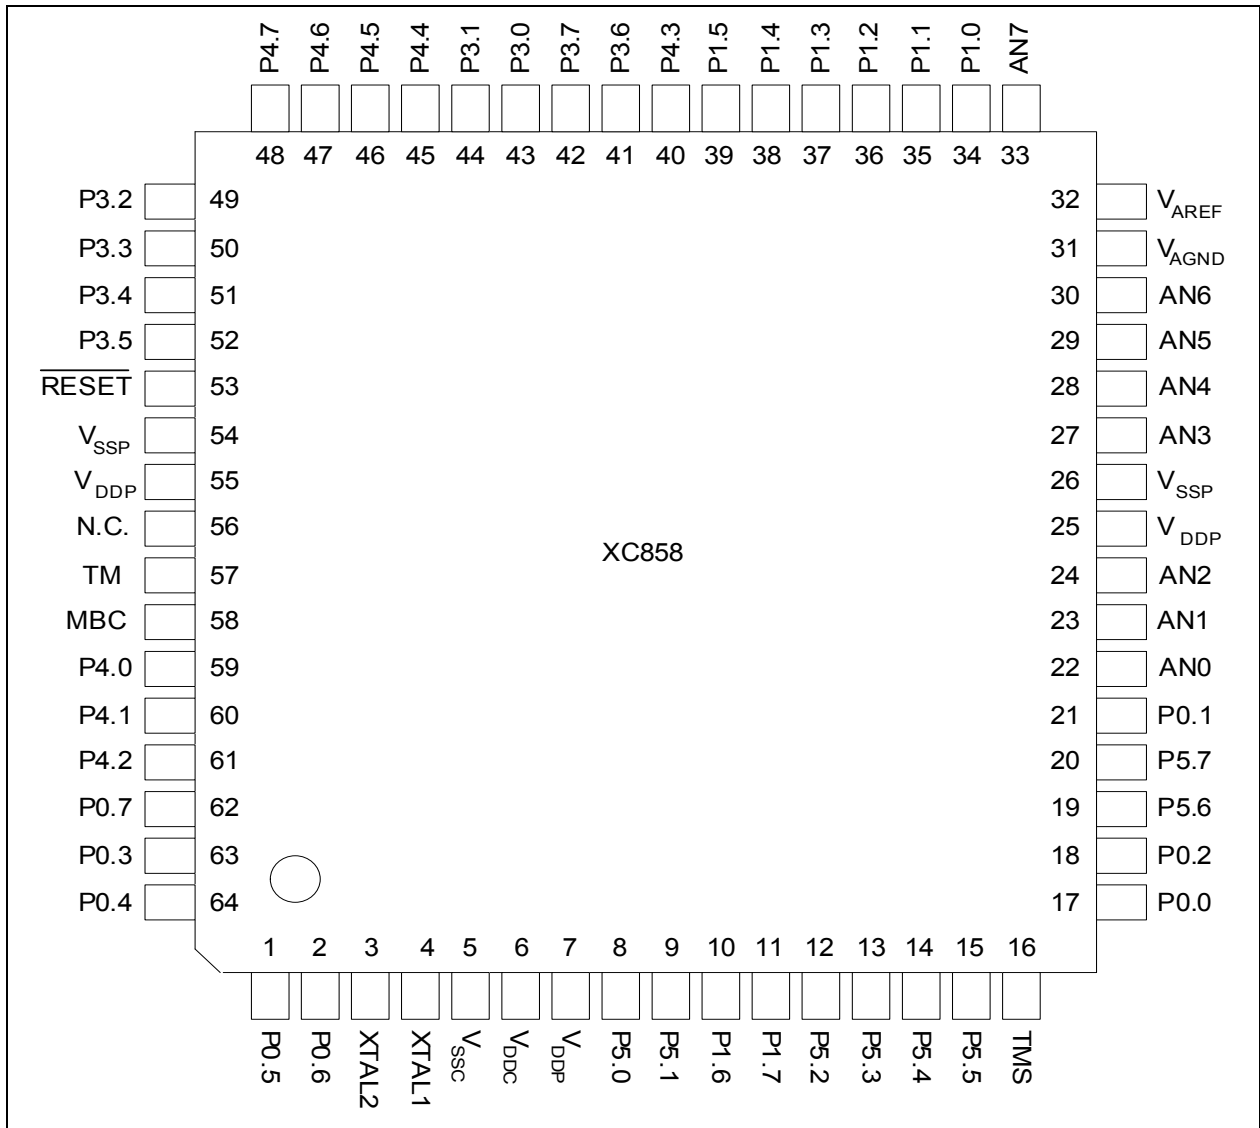 P4.7 P4.6 P4.5 P4.4 P3.1 P3.0 P3.7 P3.6 P4.3 P1.5 P1.4 P1.3 P1.2 P1.1 P1.0 AN7
48 47 46 45 44 43 42 41 40 39 38 37 36 35 34 33
P3.2 49 32 VAREF
P3.3 50 31 VAGND
P3.4 51 30 AN6
P3.5 52 29 AN5
RESET 53 28 AN4
VSSP 54 27 AN3
VDDP 55 26 VSSP
N.C. 56 25 VDDP
XC858
TM 57 24 AN2
MBC 58 23 AN1
P4.0 59 22 AN0
P4.1 60 21 P0.1
P4.2 61 20 P5.7
P0.7 62 19 P5.6
P0.3 63 18 P0.2
P0.4 64 17 P0.0
1 2 3 4 5 6 7 8 9 10 11 12 13 14 15 16
P0.5 P0.6 XTAL2 XTAL1 VSSC VDDC VDDP P5.0 P5.1 P1.6 P1.7 P5.2 P5.3 P5.4 P5.5 TMS